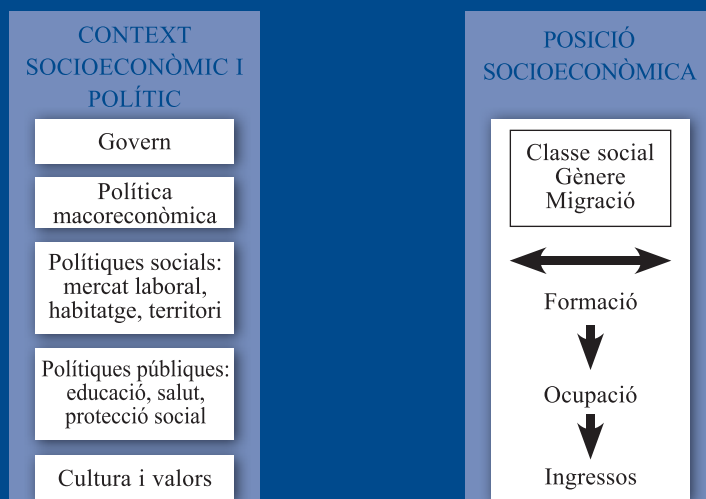 CONTEXT
SOCIOECONÒMIC I
POLÍTIC
Govern
Política
macoreconòmica
Polítiques socials:
mercat laboral,
habitatge, territori
Polítiques públiques:
educació, salut,
protecció social
Cultura i valors
POSICIÓ
SOCIOECONÒMICA
Classe social
Gènere
Migració
Formació
Ocupació
Ingressos